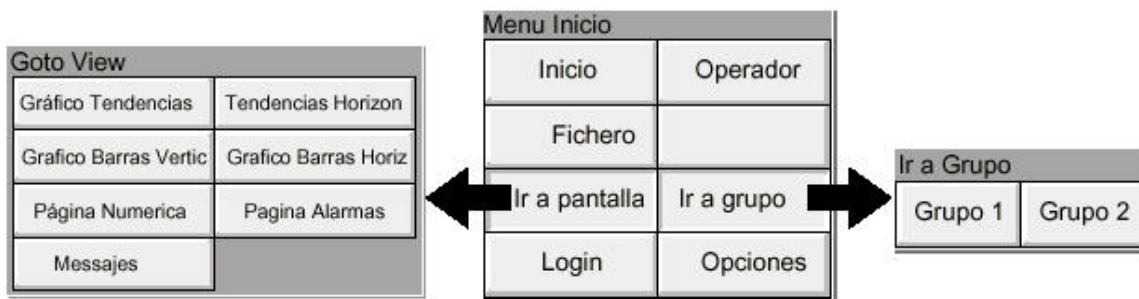 Goto View
Gráfico Tendencias
Tendencias Horizon
Grafico Barras Vertic
Grafico Barras Horiz
Página Numerica
Pagina Alarmas
Messajes
Menu Inicio
Inicio
Operador
Fichero
Ir a pantalla
Ir a grupo
Login
Opciones
Ir a Grupo
Grupo 1
Grupo 2